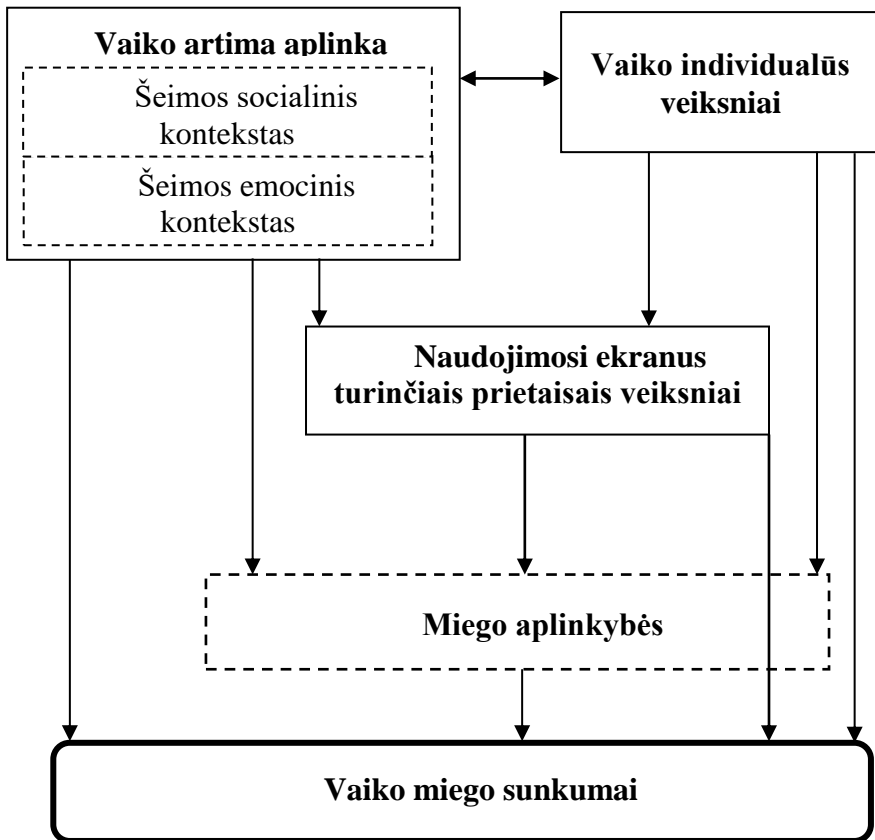 Vaiko artima aplinka
Šeimos socialinis
kontekstas
Šeimos emocinis
kontekstas
Vaiko individualūs
veiksniai
Naudojimosi ekranus
turinčiais prietaisais veiksniai
Miego aplinkybės
Vaiko miego sunkumai